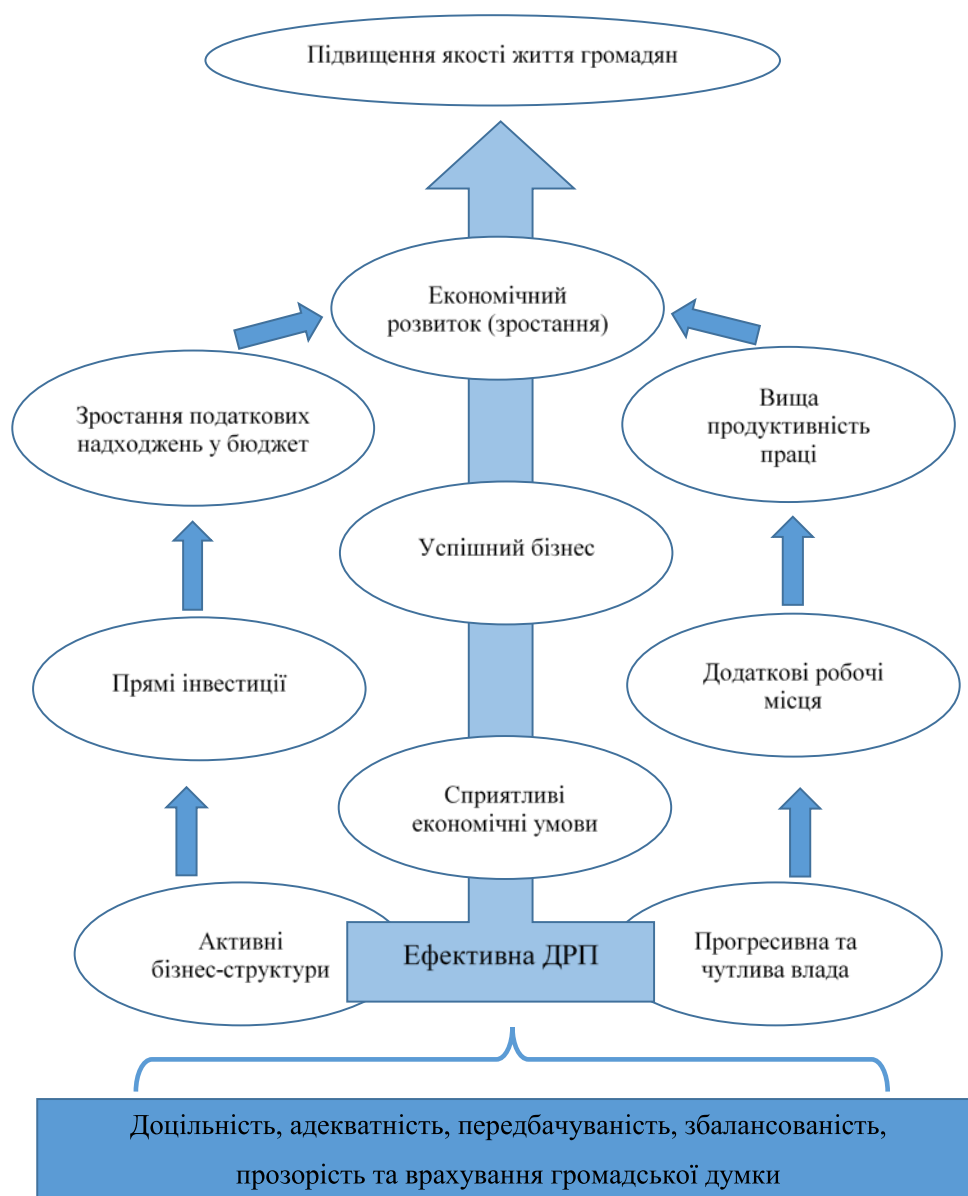 Підвищення якості життя громадян
Економічний
розвиток (зростання)
Зростання податкових
надходжень у бюджет
Вища
продуктивність
праці
Успішний бізнес
Прямі інвестиції
Додаткові робочі
місця
Сприятливі
економічні умови
Активні
бізнес-структури
Ефективна ДРП
Прогресивна та
чутлива влада
Доцільність, адекватність, передбачуваність, збалансованість,
прозорість та врахування громадської думки